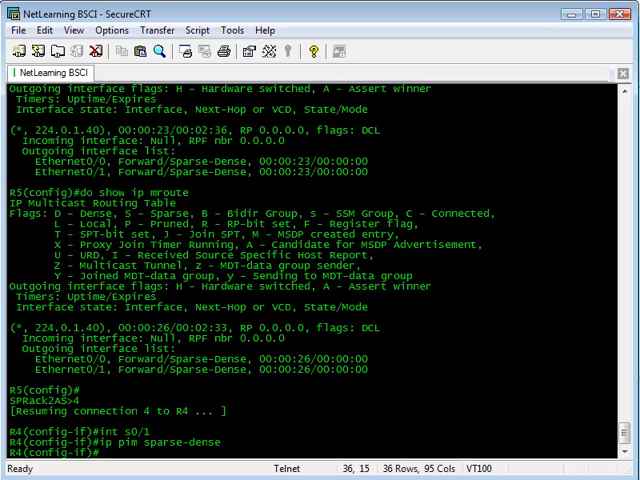 NetLearning BSCI - SecureCRT
File Edit View Options Transfer Script Tools Help
NetLearning BSCI
Outgoing interface flags: H - Hardware switched, A - Assert winner
Timers: Uptime/Expires
Interface state: Interface, Next-Hop or VCD, State/Mode
(*, 224.0.1.40), 00:00:23/00:02:36, RP 0.0.0.0, flags: DCL
Incoming interface: Null, RPF nbr 0.0.0.0
Outgoing interface list:
Ethernet0/0, Forward/Sparse-Dense, 00:00:23/00:00:00
Ethernet0/1, Forward/Sparse-Dense, 00:00:23/00:00:00
R5(config)#do show ip mroute
IP Multicast Routing Table
Flags: D - Dense, S - Sparse, B - Bidir Group, s - SSM Group, C - Connected,
L - Local, P - Pruned, R - RP-bit set, F - Register flag,
T - SPT-bit set, J - Join SPT, M - MSDP created entry,
X - Proxy Join Timer Running, A - Candidate for MSDP Advertisement,
U - URD, I - Received Source Specific Host Report,
Z - Multicast Tunnel, z - MDT-data group sender,
Y - Joined MDT-data group, y - Sending to MDT-data group
Outgoing interface flags: H - Hardware switched, A - Assert winner
Timers: Uptime/Expires
Interface state: Interface, Next-Hop or VCD, State/Mode
(*, 224.0.1.40), 00:00:26/00:02:33, RP 0.0.0.0, flags: DCL
Incoming interface: Null, RPF nbr 0.0.0.0
Outgoing interface list:
Ethernet0/0, Forward/Sparse-Dense, 00:00:26/00:00:00
Ethernet0/1, Forward/Sparse-Dense, 00:00:26/00:00:00
R5(config)#
SPRack2AS>4
[Resuming connection 4 to R4 ... ]
R4(config-if)#int s0/1
R4(config-if)#ip pim sparse-dense
R4(config-if)#
Ready Telnet 36, 15 36 Rows, 95 Cols VT100